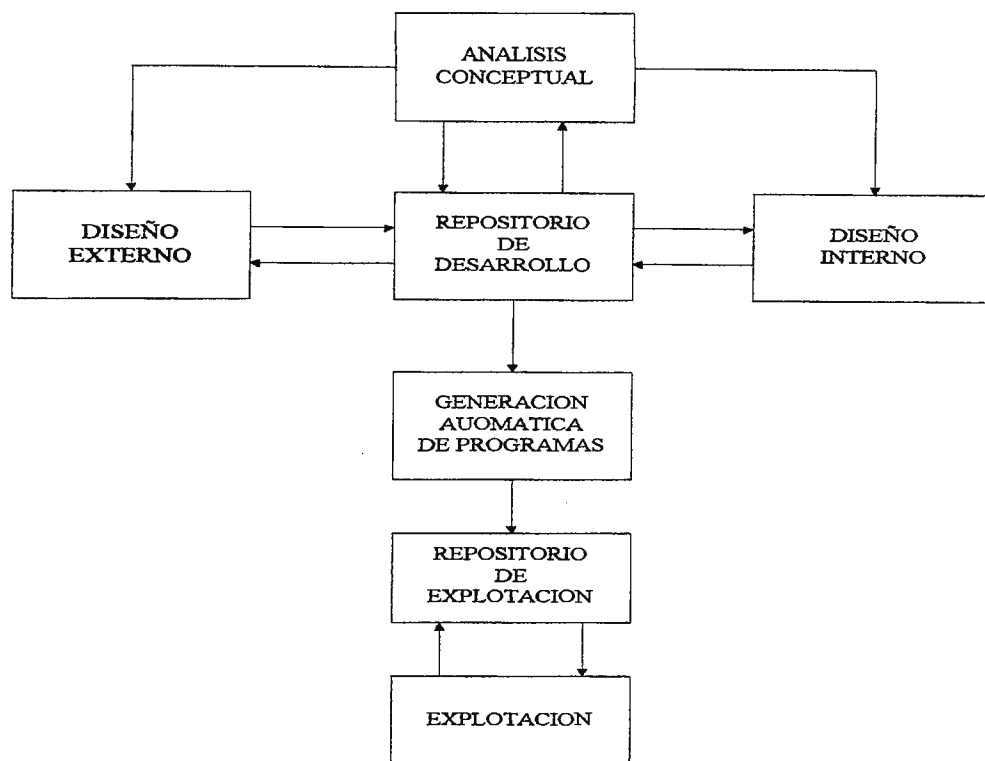 ANALISIS
CONCEPTUAL
DISEÑO
EXTERNO
REPOSITORIO
DE
DESARROLLO
DISEÑO
INTERNO
GENERACION
AUOMATICA
DE PROGRAMAS
REPOSITORIO
DE
EXPLOTACION
EXPLOTACION